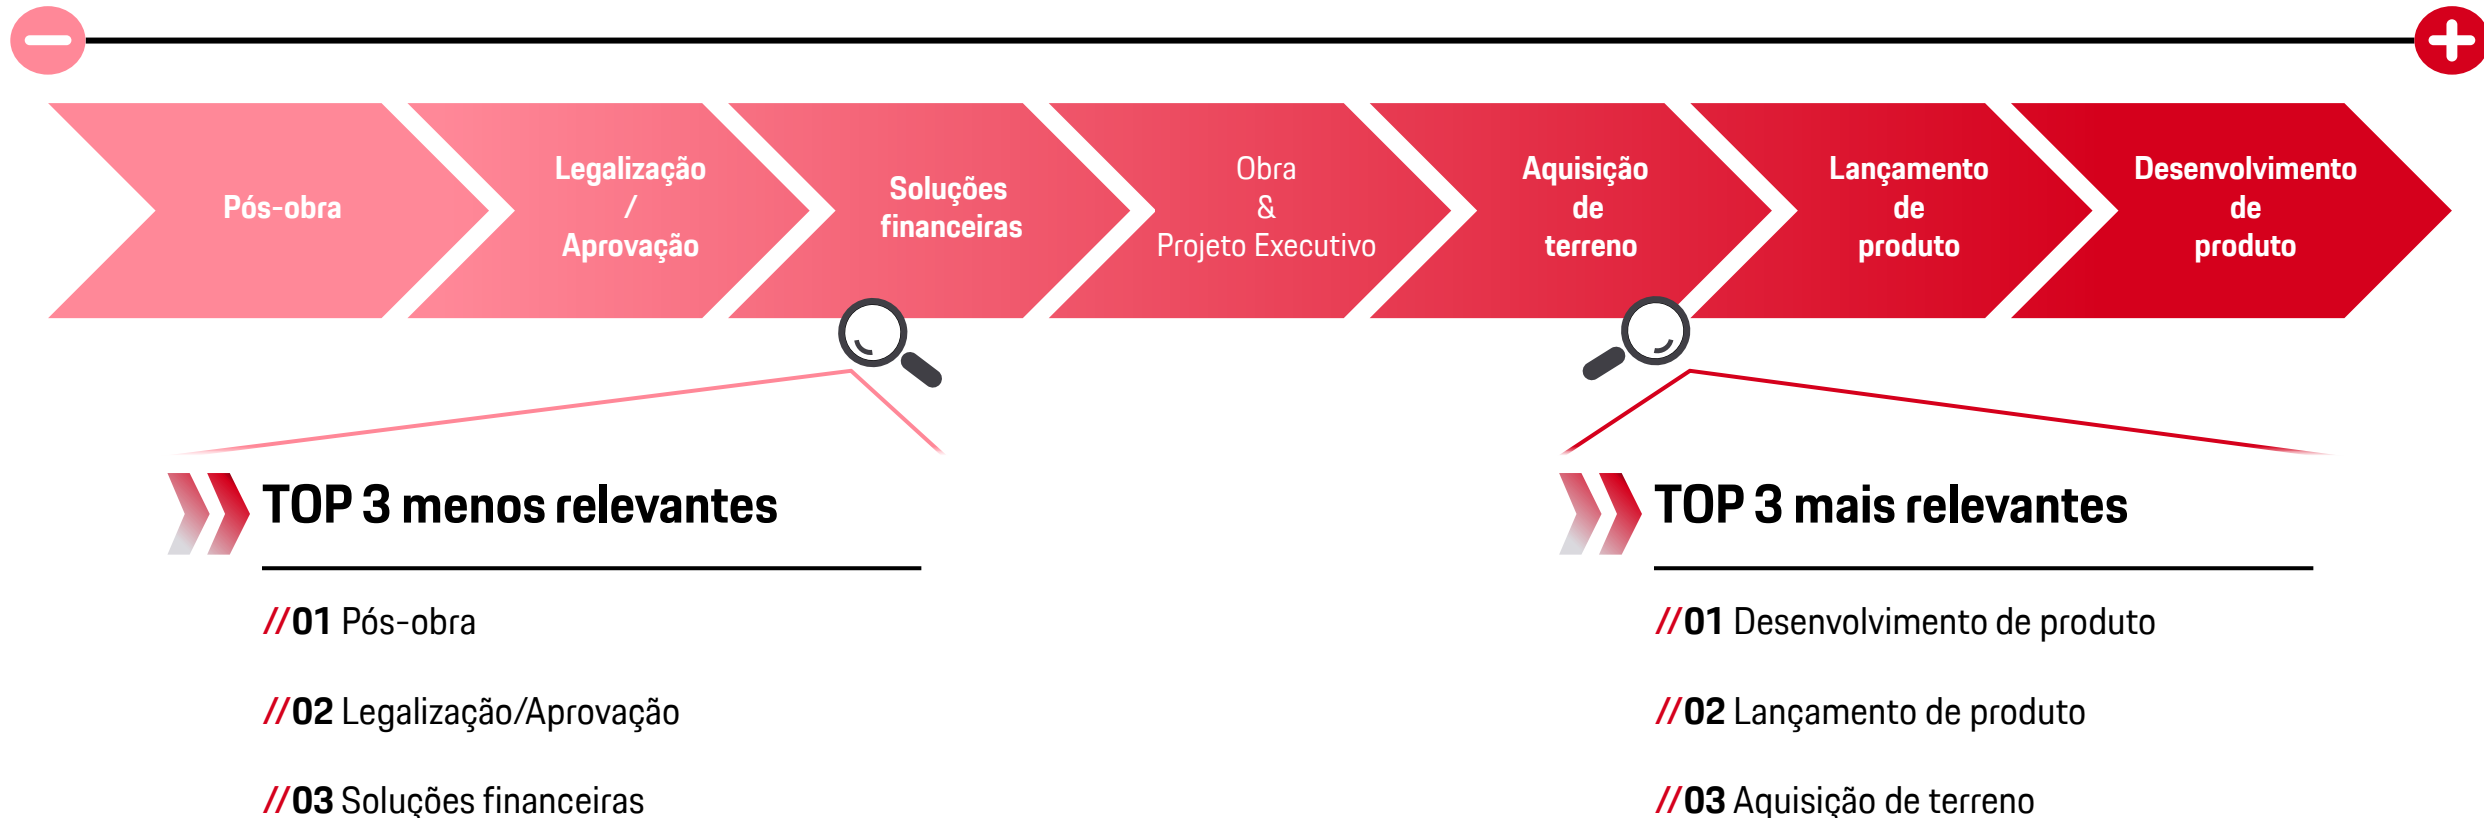 Pós-obra
Legalização
/
Aprovação
Soluções
financeiras
Obra
&
Projeto Executivo
Aquisição
de
terreno
Lançamento
de
produto
Desenvolvimento
de
produto
TOP 3 menos relevantes
//01 Pós-obra
//02 Legalização/Aprovação
//03 Soluções financeiras
TOP 3 mais relevantes
//01 Desenvolvimento de produto
//02 Lançamento de produto
//03 Aquisição de terreno